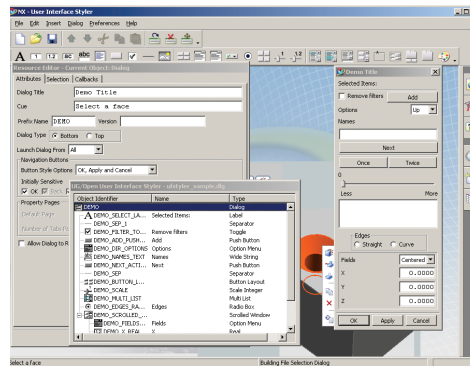 NX - User Interface Styler
File Edit Insert Dialog Preferences Help
Resource Editor - Current Object: Dialog
Attributes Selection Callbacks
Dialog Title Demo Title
Cue Select a face
Prefix Name DEMO Version
Dialog Type Bottom Top
Launch Dialog From All
Navigation Buttons
Button Style Options OK, Apply and Cancel
Initially Sensitive
OK Back
Property Pages
Default Page
Number of Tabs
Allow Dialog to R
UG/Open User Interface Styler - ufstyler_sample.dlg
Object Identifier Name Type
DEMO Dialog
DEMO_SELECT_LA... Selected Items: Label
DEMO_SEP_1 Separator
DEMO_FILTER_TO... Remove filters Toggle
DEMO_ADD_PUSH... Add Push Button
DEMO_DIR_OPTIONS Options Option Menu
DEMO_NAMES_TEXT Names Wide String
DEMO_NEXT_ACTI... Next Push Button
DEMO_SEP Separator
DEMO_BUTTON_L... Button Layout
DEMO_SCALE Scale Integer
DEMO_MULTI_LIST Multi List
DEMO_EDGES_RA... Edges Radio Box
DEMO_SCROLLED_... Scrolled Window
DEMO_FIELDS... Fields Option Menu
DEMO_X_REAL X Real
Demo Title
Selected Items:
Remove filters Add
Options Up
Names
Next
Once Twice
0
Less More
Edges
Straight Curve
Fields Centered
X 0.0000
Y 0.0000
Z 0.0000
OK Apply Cancel
Select a face
Building File Selection Dialog